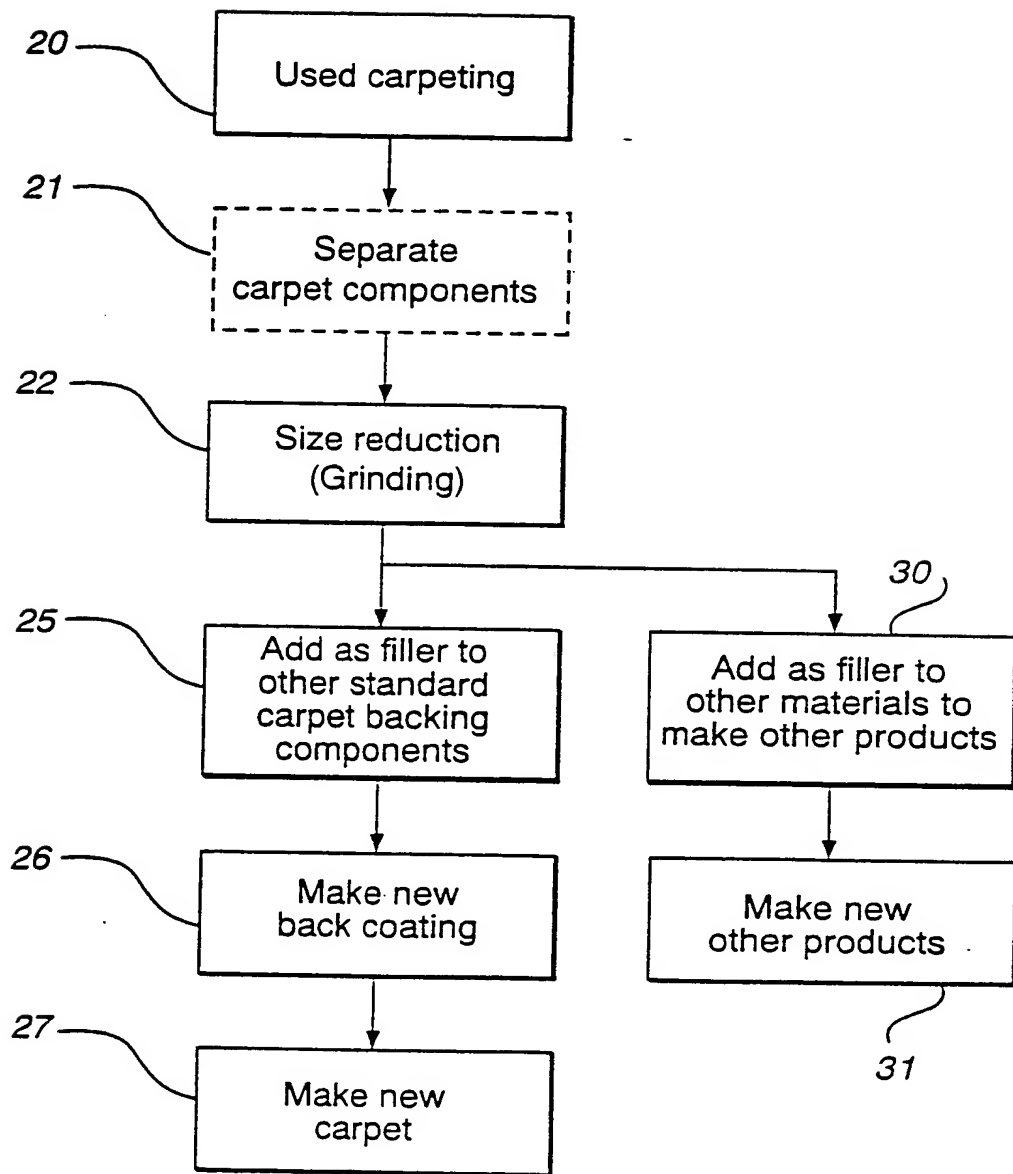 20
Used carpeting
21
Separate
carpet components
22
Size reduction
(Grinding)
25
Add as filler to
other standard
carpet backing
components
30
Add as filler to
other materials to
make other products
26
Make new
back coating
Make new
other products
31
27
Make new
carpet